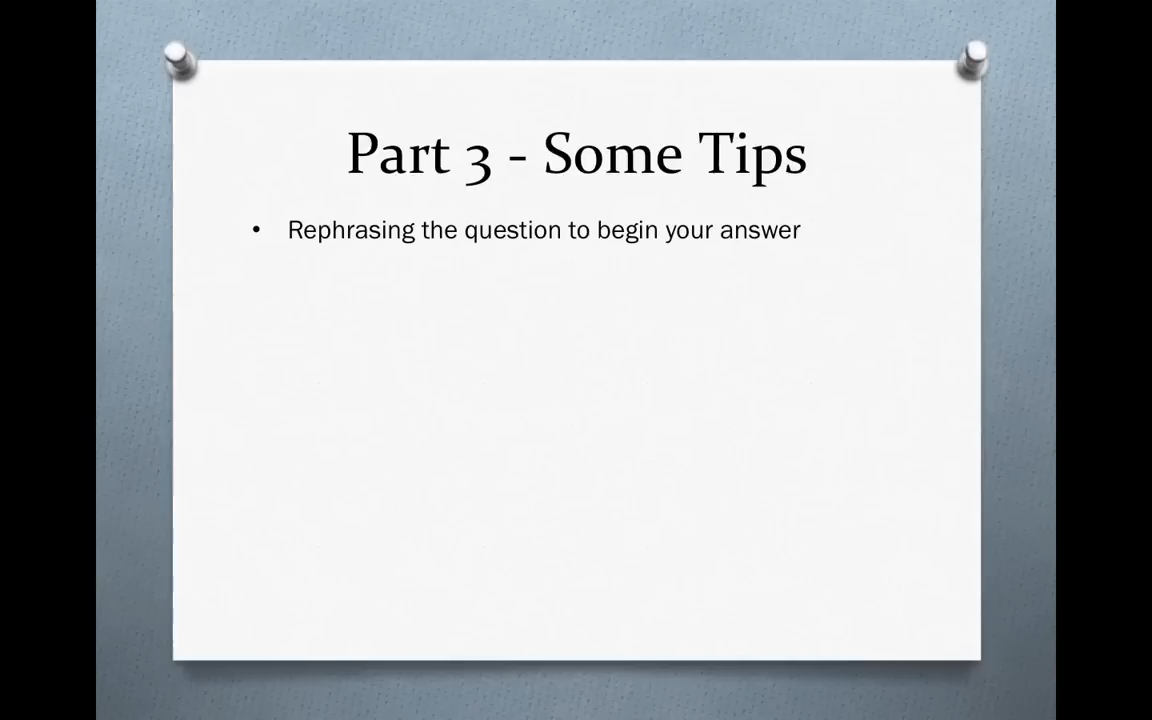 Part 3 - Some Tips
• Rephrasing the question to begin your answer